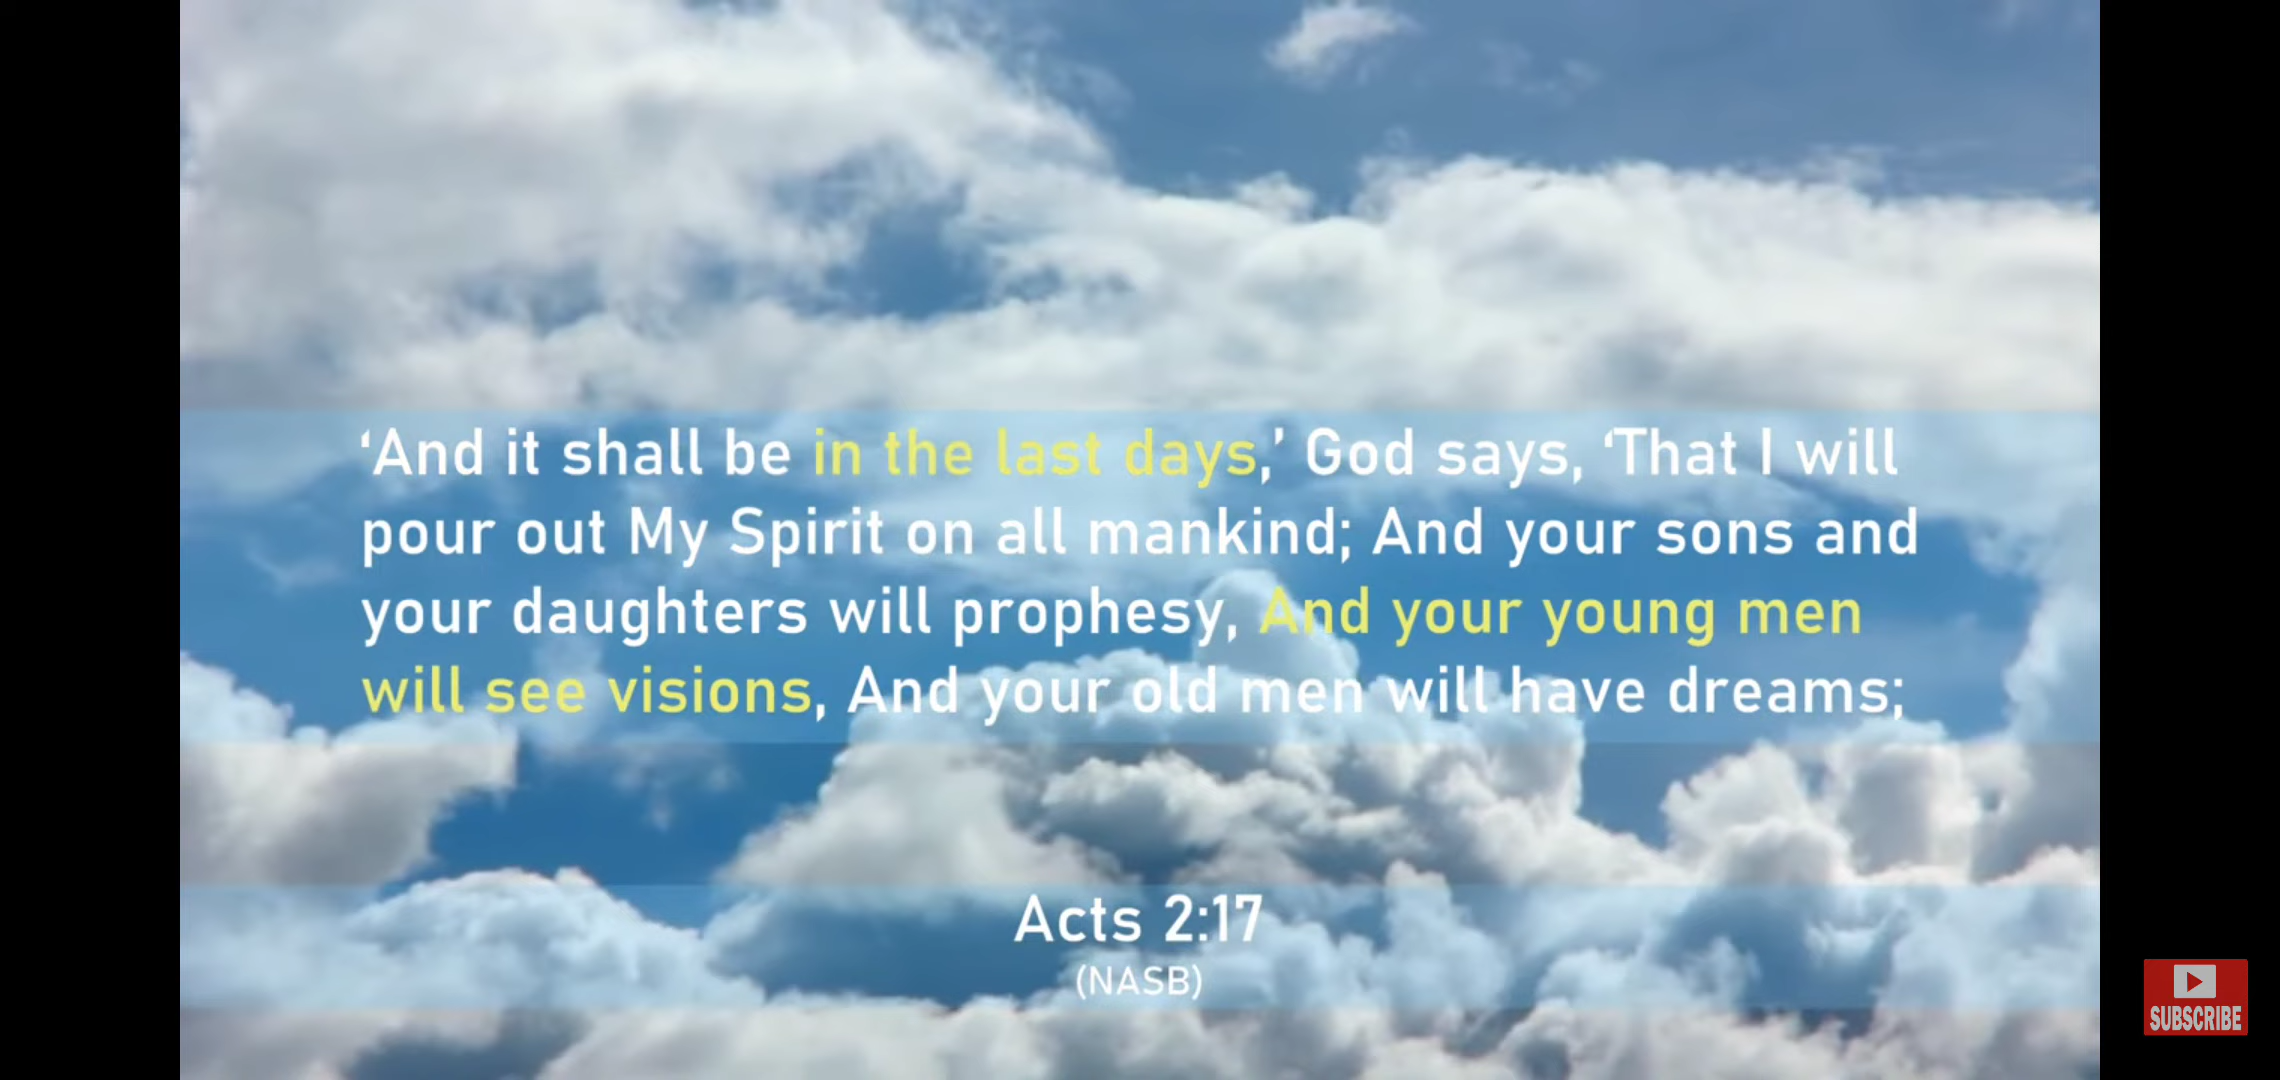 ‘And it shall be in the last days,’ God says, ‘That I will
pour out My Spirit on all mankind; And your sons and
your daughters will prophesy, And your young men
will see visions, And your old men will have dreams;
Acts 2:17
(NASB)
SUBSCRIBE